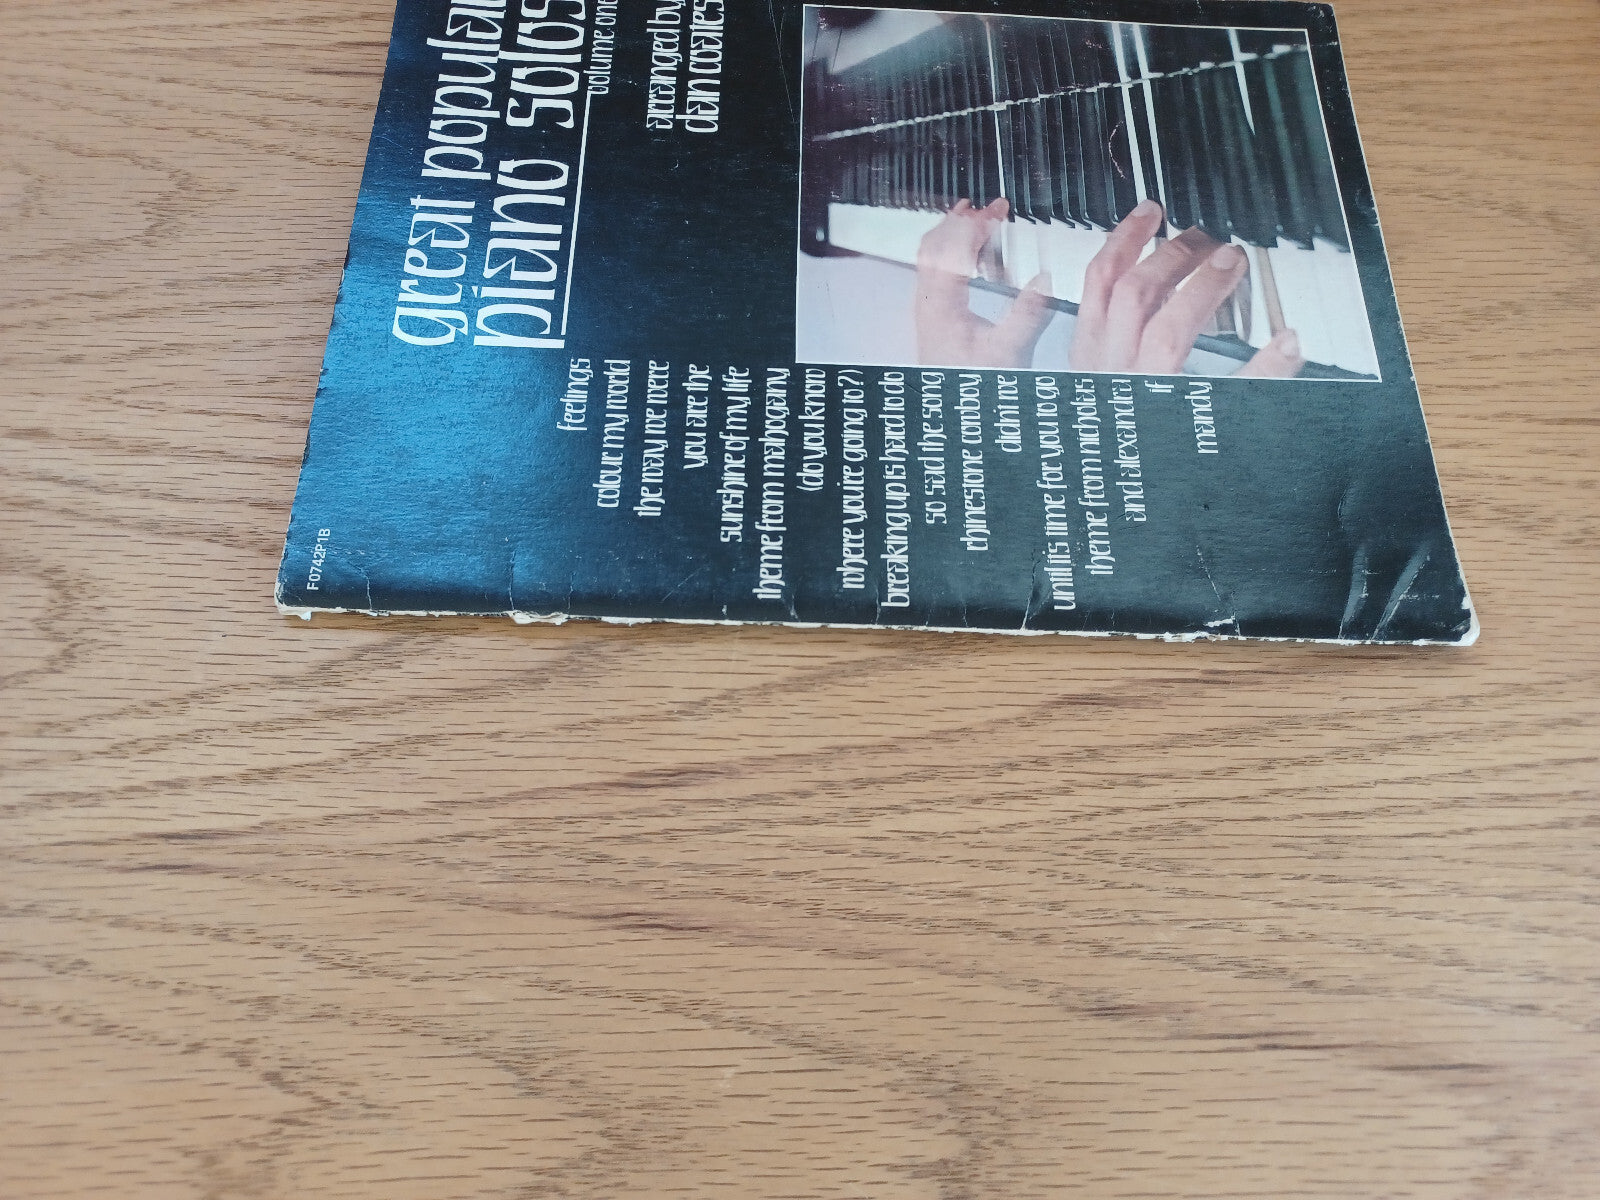 F0742P1B
great popular
piano solos
volume one
arranged by
dan coates
feelings
colour my world
the way we were
you are the
sunshine of my life
theme from mahogany
(do you know
where you're going to?)
breaking up is hard to do
so sad the song
rhinestone cowboy
didn't we
until it's time for you to go
theme from nicholas
and alexandra
if
mandy